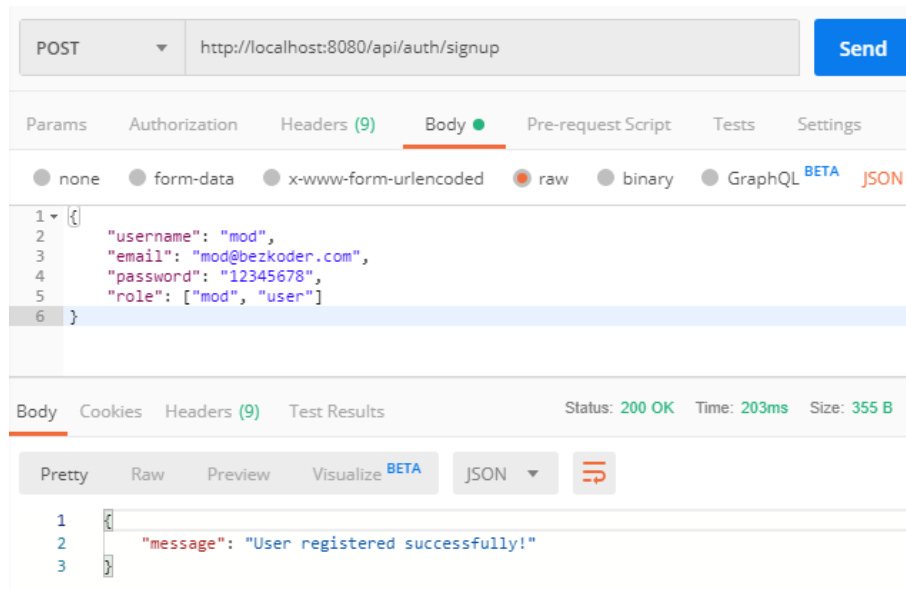 POST http://localhost:8080/api/auth/signup Send
Params Authorization Headers (9) Body Pre-request Script Tests Settings
none form-data x-www-form-urlencoded raw binary GraphQL BETA JSON
1 {
2 "username": "mod",
3 "email": "mod@bezkoder.com",
4 "password": "12345678",
5 "role": ["mod", "user"]
6 }
Body Cookies Headers (9) Test Results Status: 200 OK Time: 203ms Size: 355 B
Pretty Raw Preview Visualize BETA JSON
1 {
2 "message": "User registered successfully!"
3 }